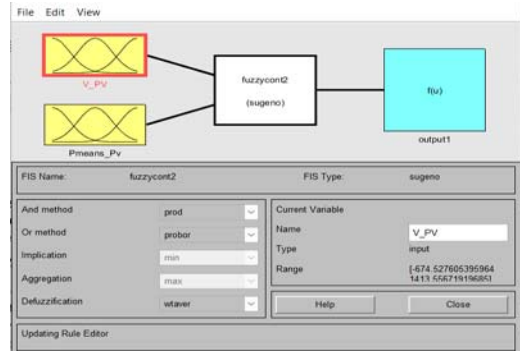 File Edit View
V_PV
fuzzycont2
(sugeno)
f(u)
output1
Pmeans_Pv
FIS Name: fuzzycont2 FIS Type: sugeno
And method prod
Or method probor
Implication min
Aggregation max
Defuzzification wtaver
Current Variable
Name V_PV
Type input
Range [-674.527605395964
1413.55671919685]
Help Close
Updating Rule Editor